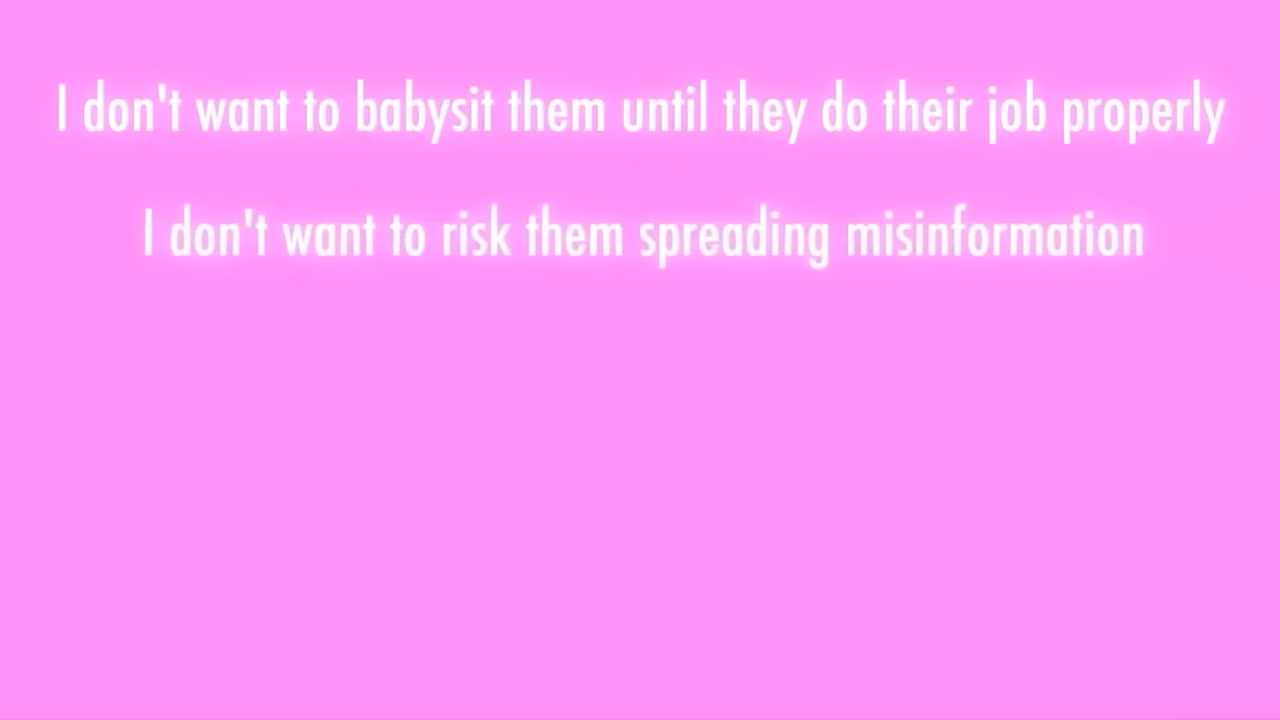 I don't want to babysit them until they do their job properly
I don't want to risk them spreading misinformation